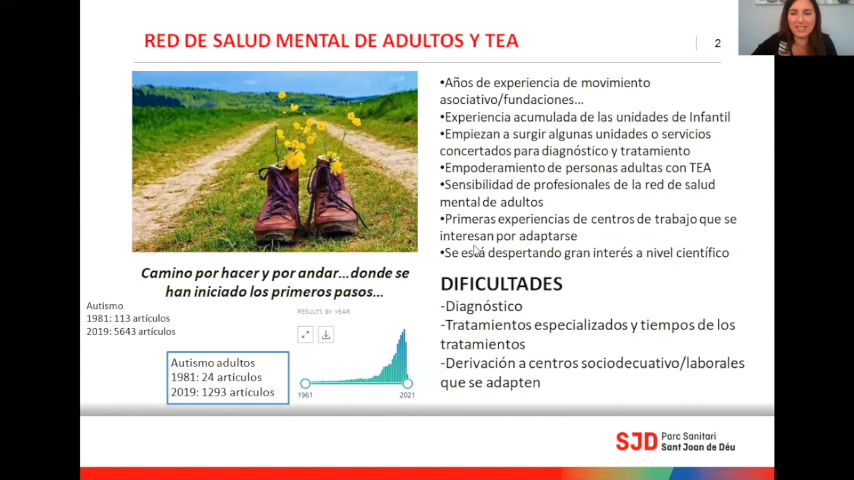 RED DE SALUD MENTAL DE ADULTOS Y TEA
2
•Años de experiencia de movimiento
asociativo/fundaciones...
•Experiencia acumulada de las unidades de Infantil
•Empiezan a surgir algunas unidades o servicios
concertados para diagnóstico y tratamiento
•Empoderamiento de personas adultas con TEA
•Sensibilidad de profesionales de la red de salud
mental de adultos
•Primeras experiencias de centros de trabajo que se
interesan por adaptarse
•Se está despertando gran interés a nivel científico
Camino por hacer y por andar...donde se
han iniciado los primeros pasos...
Autismo
1981: 113 artículos
2019: 5643 artículos
Autismo adultos
1981: 24 artículos
2019: 1293 artículos
RESULTS BY YEAR
1961
2021
DIFICULTADES
-Diagnóstico
-Tratamientos especializados y tiempos de los
tratamientos
-Derivación a centros sociodecuativo/laborales
que se adapten
SJD Parc Sanitari
Sant Joan de Déu